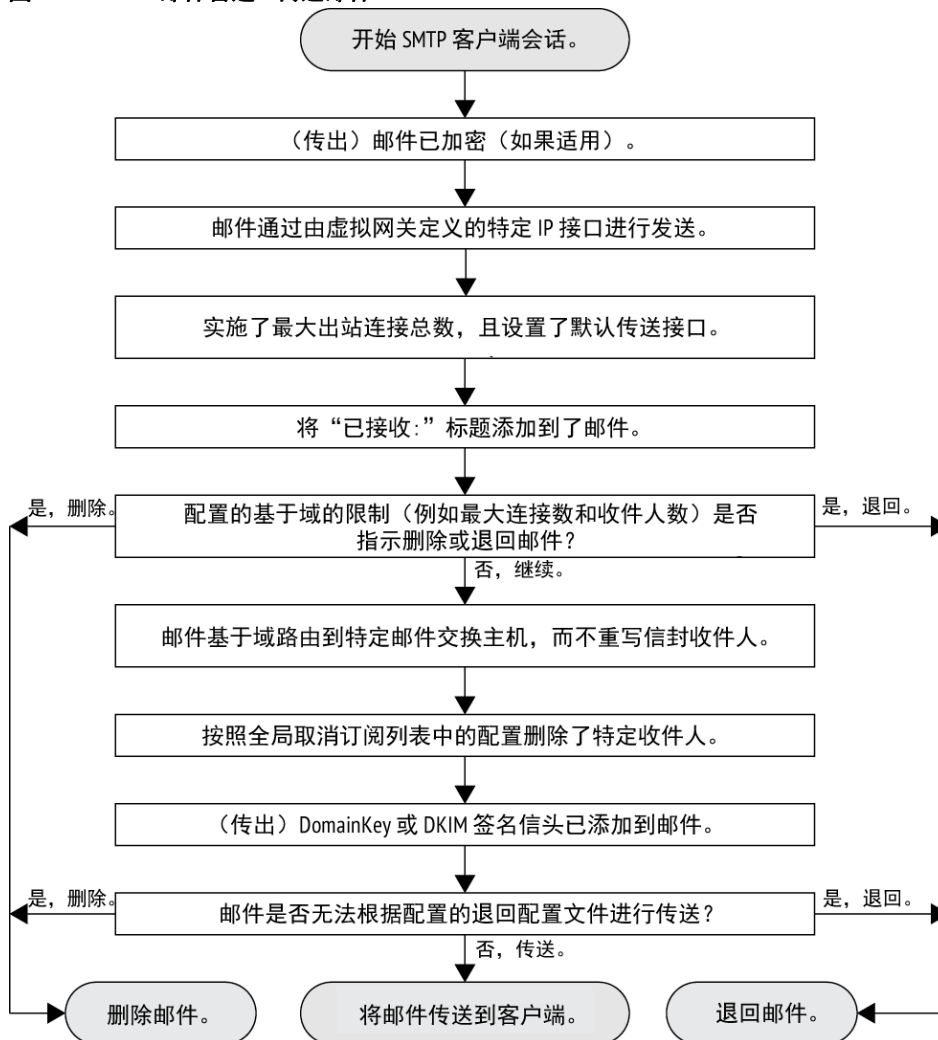 开始 SMTP 客户端会话。
（传出）邮件已加密（如果适用）。
邮件通过由虚拟网关定义的特定 IP 接口进行发送。
实施了最大出站连接总数，且设置了默认传送接口。
将“已接收:”标题添加到了邮件。
是，删除。
配置的基于域的限制（例如最大连接数和收件人数）是否
指示删除或退回邮件？
是，退回。
否，继续。
邮件基于域路由到特定邮件交换主机，而不重写信封收件人。
按照全局取消订阅列表中的配置删除了特定收件人。
（传出）DomainKey 或 DKIM 签名信头已添加到邮件。
是，删除。
邮件是否无法根据配置的退回配置文件进行传送？
是，退回。
否，传送。
删除邮件。
将邮件传送到客户端。
退回邮件。